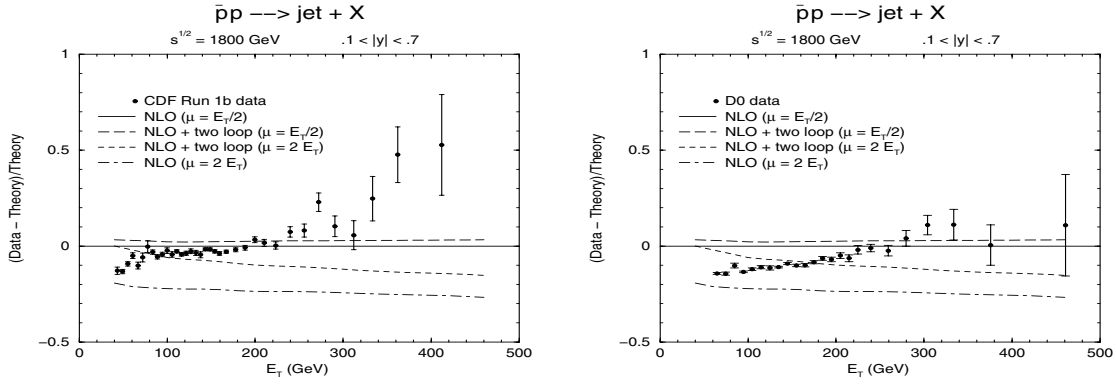 p̄p −−> jet + X
s^1/2 = 1800 GeV .1 < |y| < .7
(Data − Theory)/Theory
1
0.5
0
−0.5
CDF Run 1b data
NLO (μ = E_T/2)
NLO + two loop (μ = E_T/2)
NLO + two loop (μ = 2 E_T)
NLO (μ = 2 E_T)
0 100 200 300 400 500
E_T (GeV)
p̄p −−> jet + X
s^1/2 = 1800 GeV .1 < |y| < .7
(Data − Theory)/Theory
1
0.5
0
−0.5
D0 data
NLO (μ = E_T/2)
NLO + two loop (μ = E_T/2)
NLO + two loop (μ = 2 E_T)
NLO (μ = 2 E_T)
0 100 200 300 400 500
E_T (GeV)